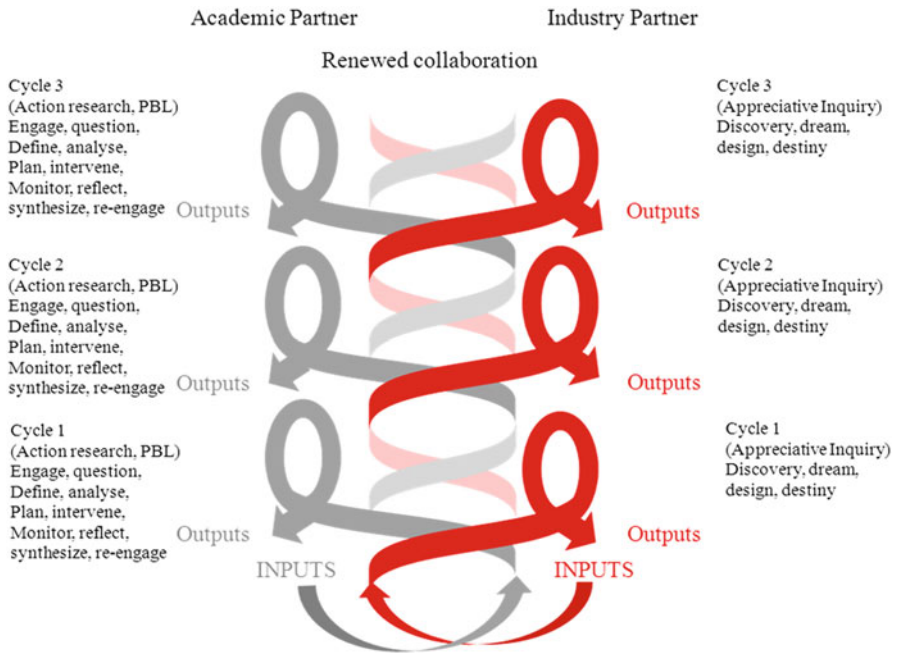 Academic Partner
Industry Partner
Renewed collaboration
Cycle 3
(Action research, PBL)
Engage, question,
Define, analyse,
Plan, intervene,
Monitor, reflect,
synthesize, re-engage
Outputs
Cycle 3
(Appreciative Inquiry)
Discovery, dream,
design, destiny
Outputs
Cycle 2
(Action research, PBL)
Engage, question,
Define, analyse,
Plan, intervene,
Monitor, reflect,
synthesize, re-engage
Outputs
Cycle 2
(Appreciative Inquiry)
Discovery, dream,
design, destiny
Outputs
Cycle 1
(Action research, PBL)
Engage, question,
Define, analyse,
Plan, intervene,
Monitor, reflect,
synthesize, re-engage
Outputs
Cycle 1
(Appreciative Inquiry)
Discovery, dream,
design, destiny
Outputs
INPUTS
INPUTS